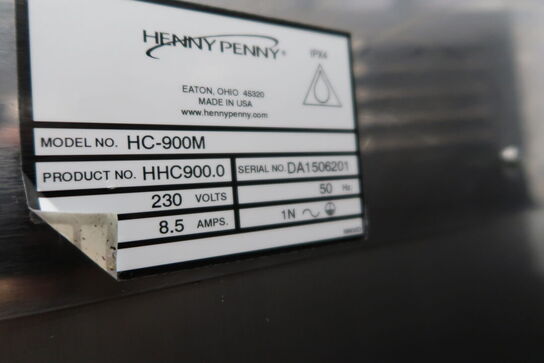 HENNY PENNY®
IPX4
EATON, OHIO 45320
MADE IN USA
www.hennypenny.com
MODEL NO. HC-900M
PRODUCT NO. HHC900.0 SERIAL NO. DA1506201
230 VOLTS 50 Hz.
8.5 AMPS. 1N